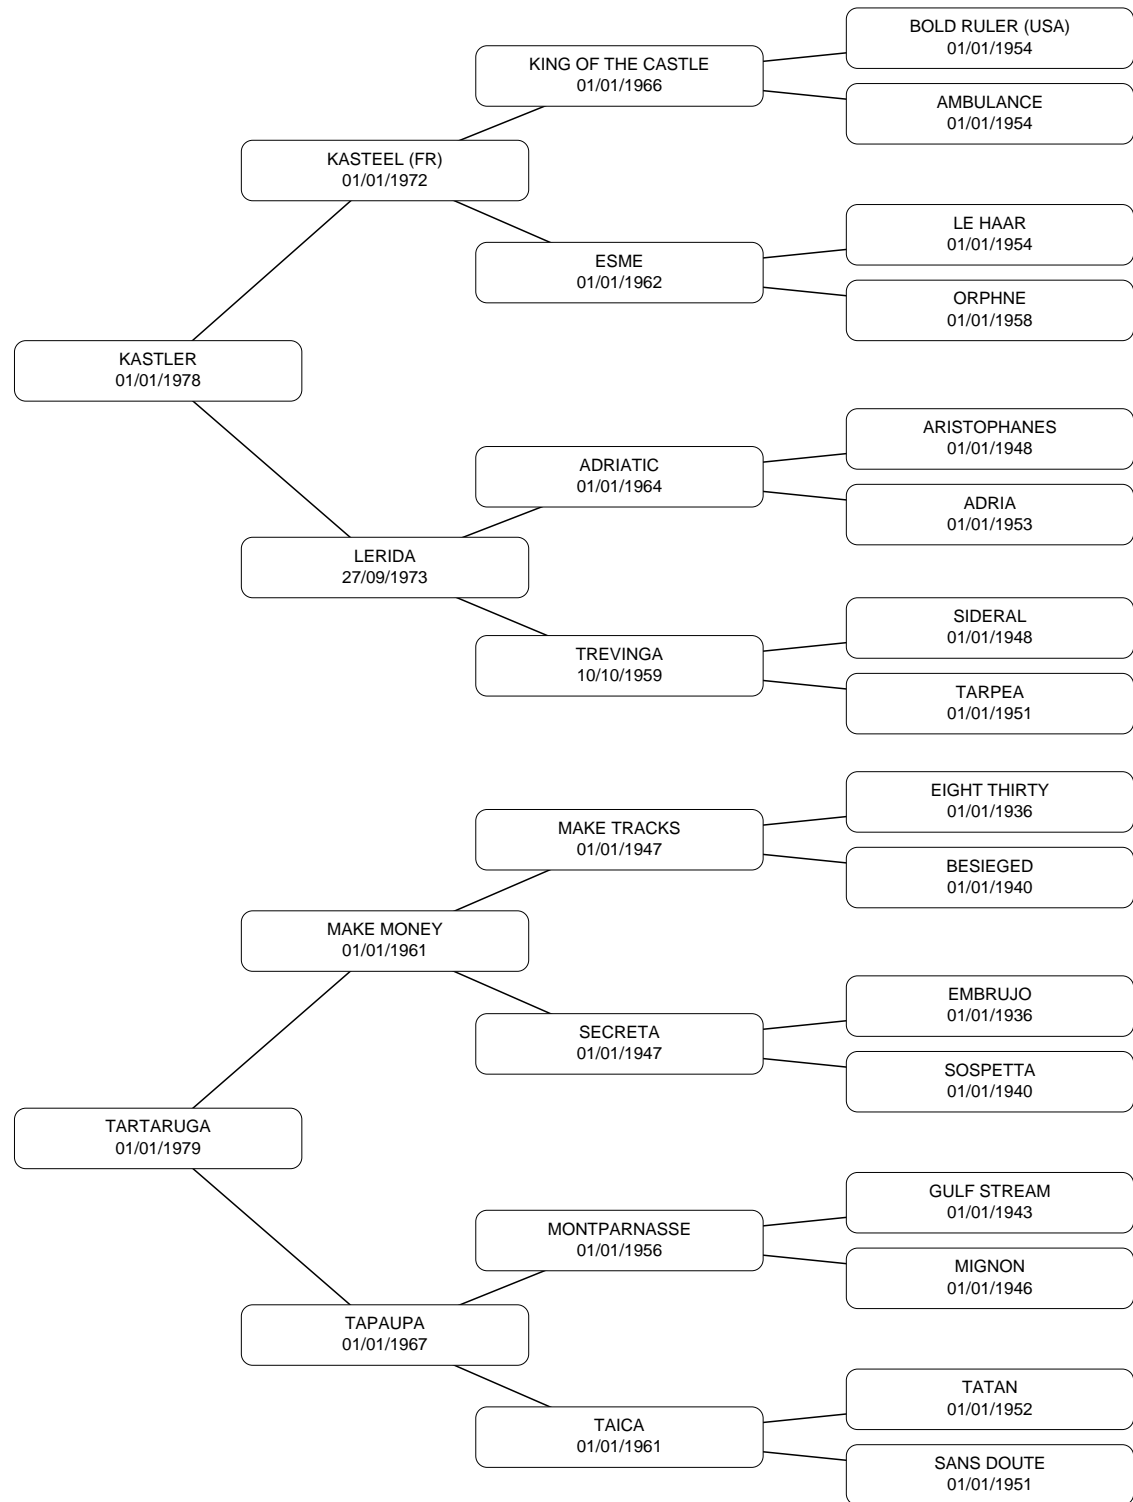 BOLD RULER (USA)
01/01/1954
KING OF THE CASTLE
01/01/1966
AMBULANCE
01/01/1954
KASTEEL (FR)
01/01/1972
LE HAAR
01/01/1954
ESME
01/01/1962
ORPHNE
01/01/1958
KASTLER
01/01/1978
ARISTOPHANES
01/01/1948
ADRIATIC
01/01/1964
ADRIA
01/01/1953
LERIDA
27/09/1973
SIDERAL
01/01/1948
TREVINGA
10/10/1959
TARPEA
01/01/1951
EIGHT THIRTY
01/01/1936
MAKE TRACKS
01/01/1947
BESIEGED
01/01/1940
MAKE MONEY
01/01/1961
EMBRUJO
01/01/1936
SECRETA
01/01/1947
SOSPETTA
01/01/1940
TARTARUGA
01/01/1979
GULF STREAM
01/01/1943
MONTPARNASSE
01/01/1956
MIGNON
01/01/1946
TAPAUPA
01/01/1967
TATAN
01/01/1952
TAICA
01/01/1961
SANS DOUTE
01/01/1951